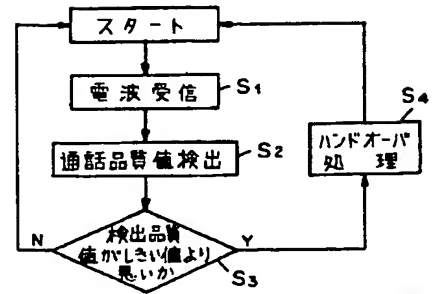 スタート
電波受信 S1
通話品質値検出 S2
検出品質
値がしきい値より
悪いか
N
Y
S3
ハンドオーバ
処理
S4